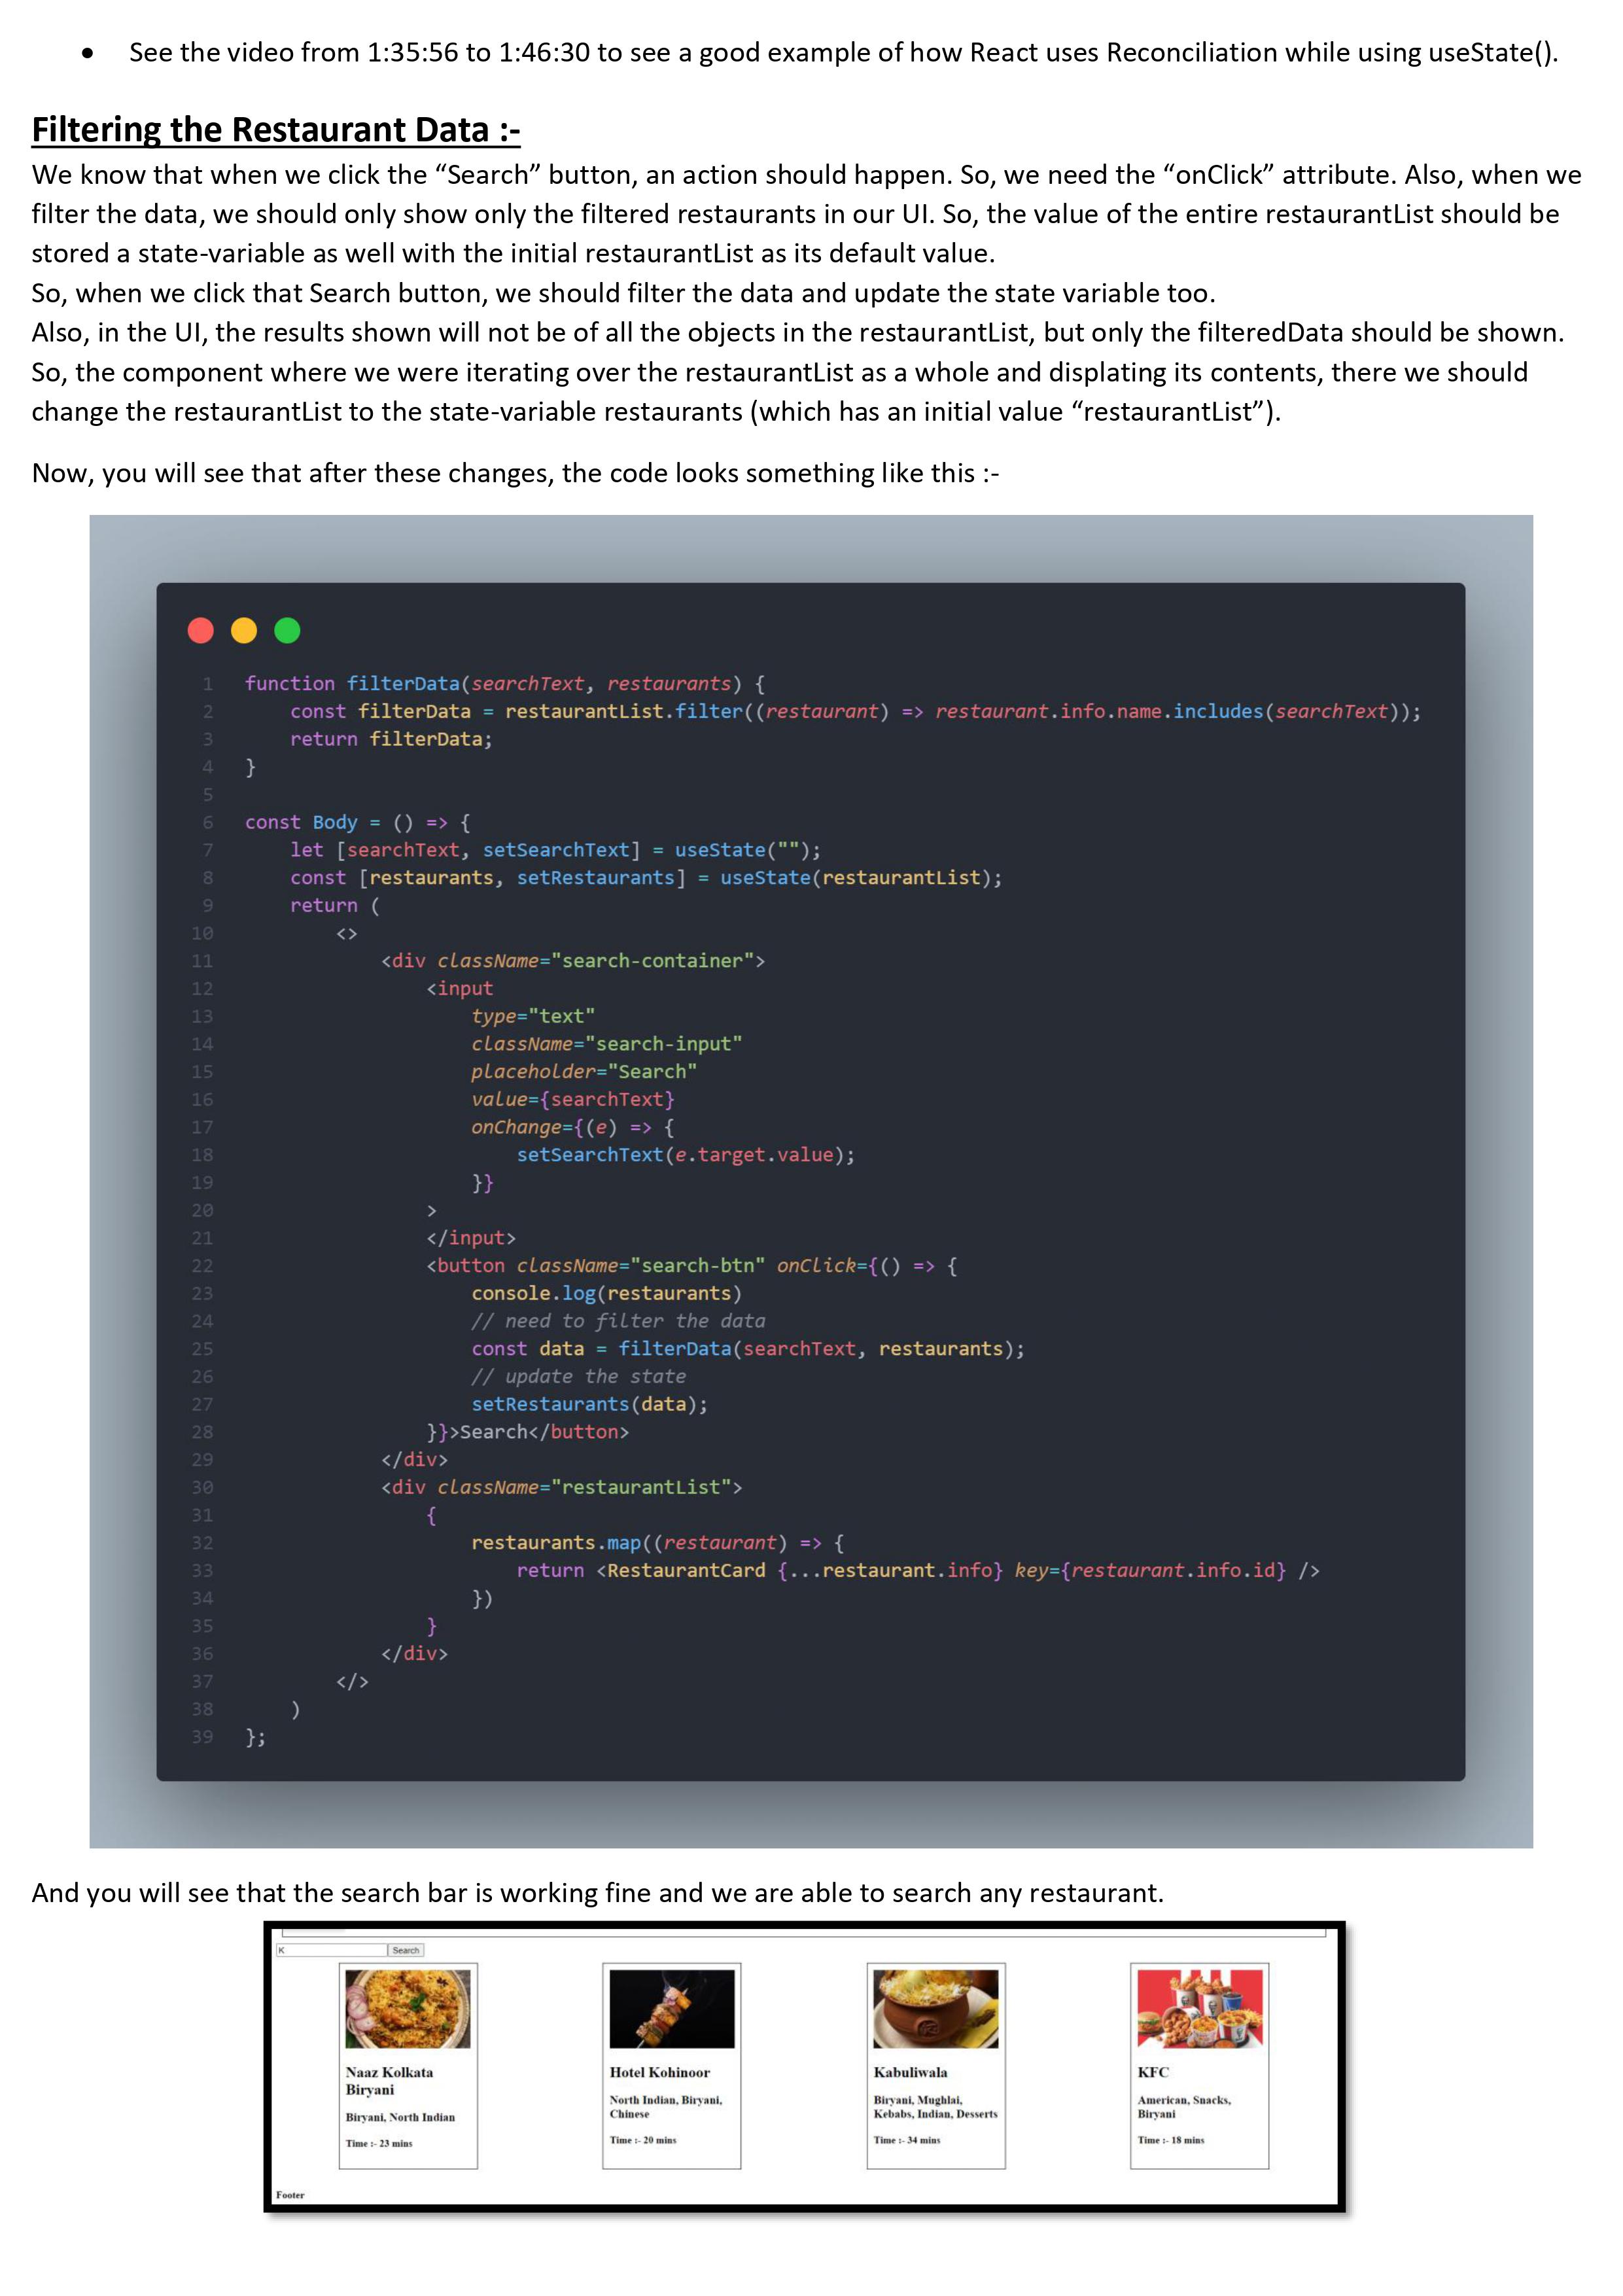 • See the video from 1:35:56 to 1:46:30 to see a good example of how React uses Reconciliation while using useState().
Filtering the Restaurant Data :-
We know that when we click the “Search” button, an action should happen. So, we need the “onClick” attribute. Also, when we
filter the data, we should only show only the filtered restaurants in our UI. So, the value of the entire restaurantList should be
stored a state-variable as well with the initial restaurantList as its default value.
So, when we click that Search button, we should filter the data and update the state variable too.
Also, in the UI, the results shown will not be of all the objects in the restaurantList, but only the filteredData should be shown.
So, the component where we were iterating over the restaurantList as a whole and displating its contents, there we should
change the restaurantList to the state-variable restaurants (which has an initial value “restaurantList”).
Now, you will see that after these changes, the code looks something like this :-
1 function filterData(searchText, restaurants) {
2     const filterData = restaurantList.filter((restaurant) => restaurant.info.name.includes(searchText));
3     return filterData;
4 }
5
6 const Body = () => {
7     let [searchText, setSearchText] = useState("");
8     const [restaurants, setRestaurants] = useState(restaurantList);
9     return (
10         <>
11             <div className="search-container">
12                 <input
13                     type="text"
14                     className="search-input"
15                     placeholder="Search"
16                     value={searchText}
17                     onChange={(e) => {
18                         setSearchText(e.target.value);
19                     }}
20                 >
21                 </input>
22                 <button className="search-btn" onClick={() => {
23                     console.log(restaurants)
24                     // need to filter the data
25                     const data = filterData(searchText, restaurants);
26                     // update the state
27                     setRestaurants(data);
28                 }}>Search</button>
29             </div>
30             <div className="restaurantList">
31                 {
32                     restaurants.map((restaurant) => {
33                         return <RestaurantCard {...restaurant.info} key={restaurant.info.id} />
34                     })
35                 }
36             </div>
37         </>
38     )
39 };
And you will see that the search bar is working fine and we are able to search any restaurant.
K Search
Naaz Kolkata
Biryani
Biryani, North Indian
Time :- 23 mins
Hotel Kohinoor
North Indian, Biryani,
Chinese
Time :- 20 mins
Kabuliwala
Biryani, Mughlai,
Kebabs, Indian, Desserts
Time :- 34 mins
KFC
American, Snacks,
Biryani
Time :- 18 mins
Footer